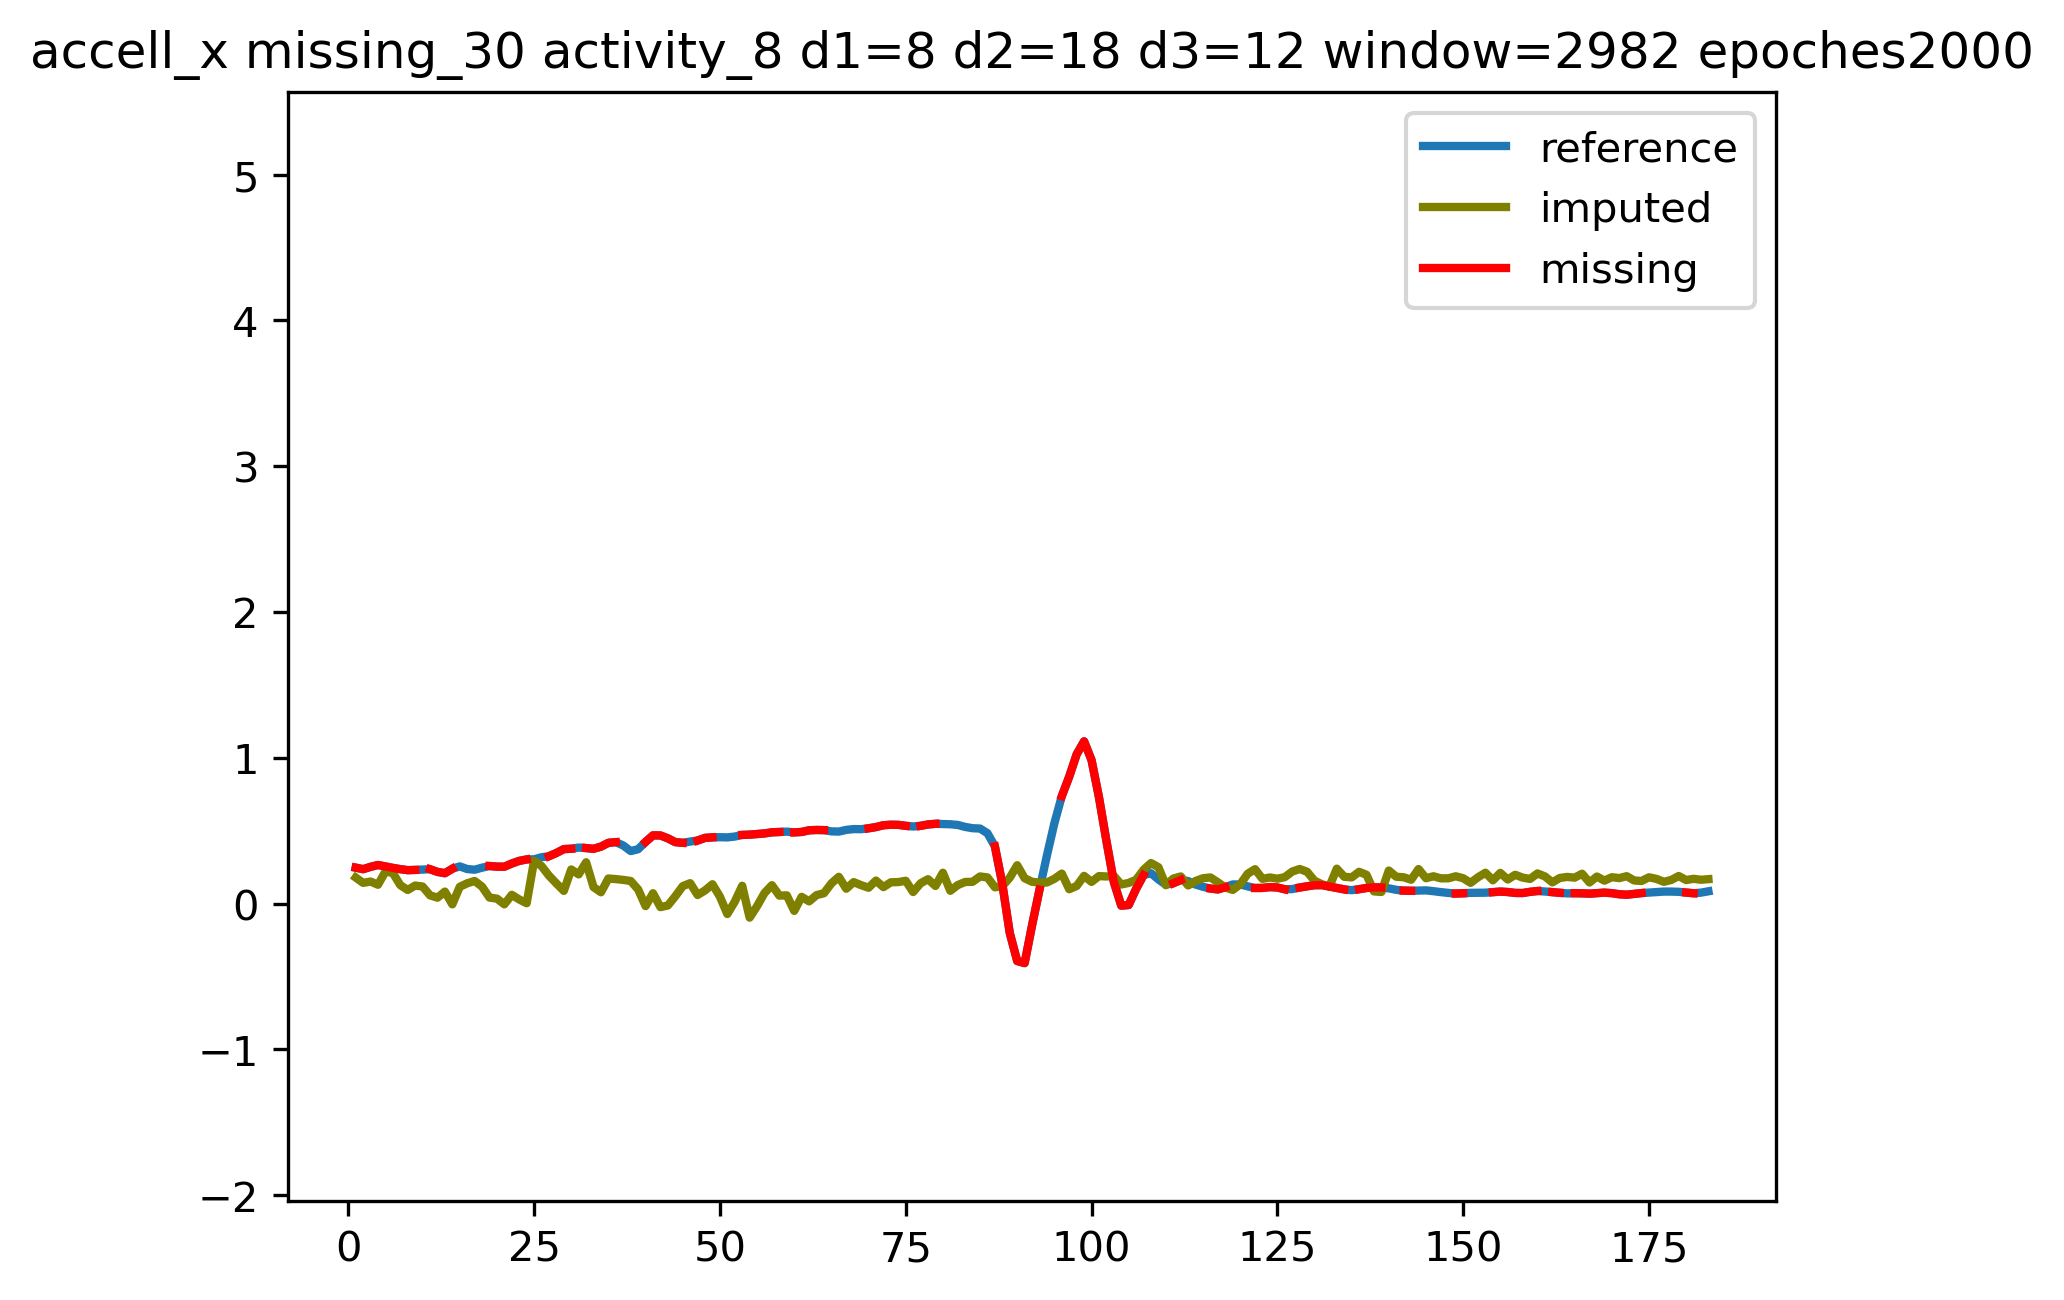 accell_x missing_30 activity_8 d1=8 d2=18 d3=12 window=2982 epoches2000
reference
imputed
missing
5
4
3
2
1
0
−1
−2
0 25 50 75 100 125 150 175